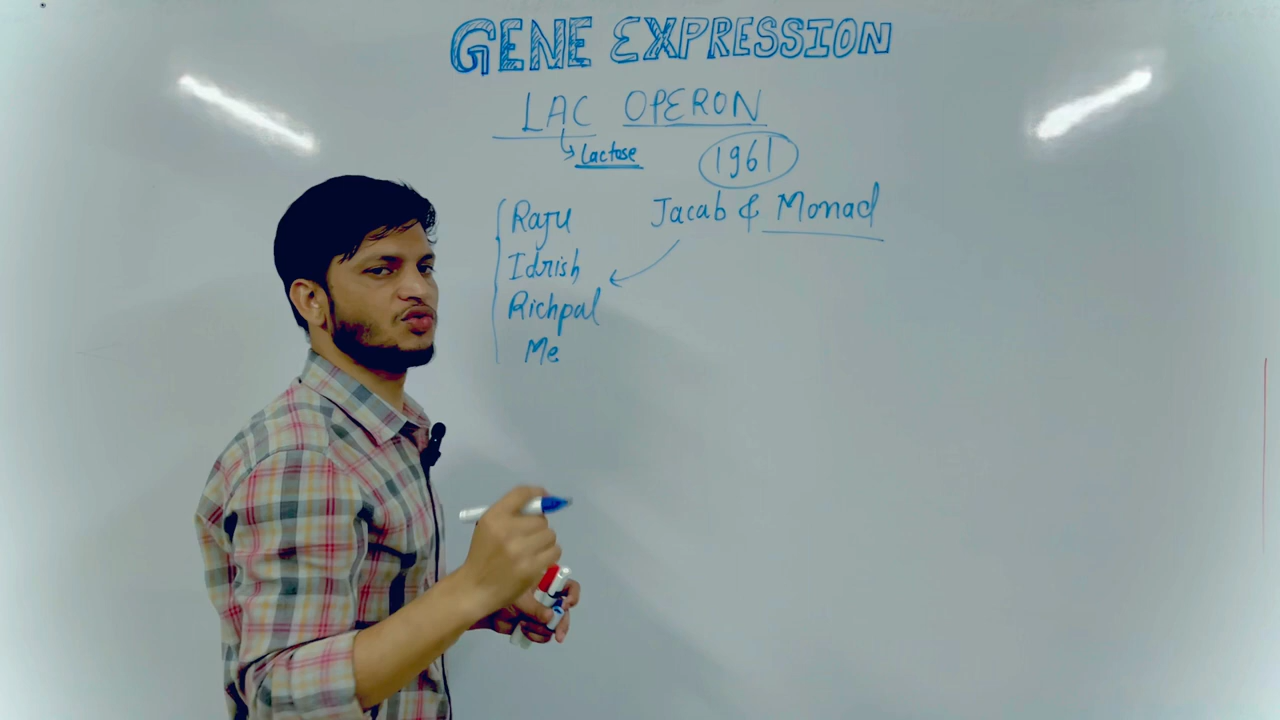 GENE EXPRESSION
LAC OPERON
Lactose
1961
Jacab & Monad
Raju
Idrish
Richpal
Me